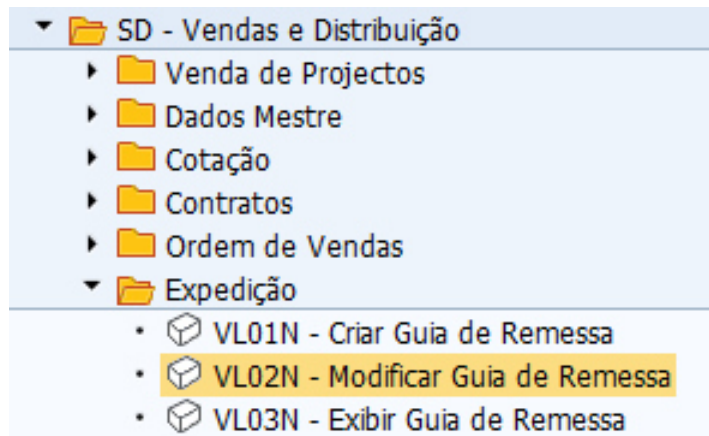 SD - Vendas e Distribuição
Venda de Projectos
Dados Mestre
Cotação
Contratos
Ordem de Vendas
Expedição
VL01N - Criar Guia de Remessa
VL02N - Modificar Guia de Remessa
VL03N - Exibir Guia de Remessa